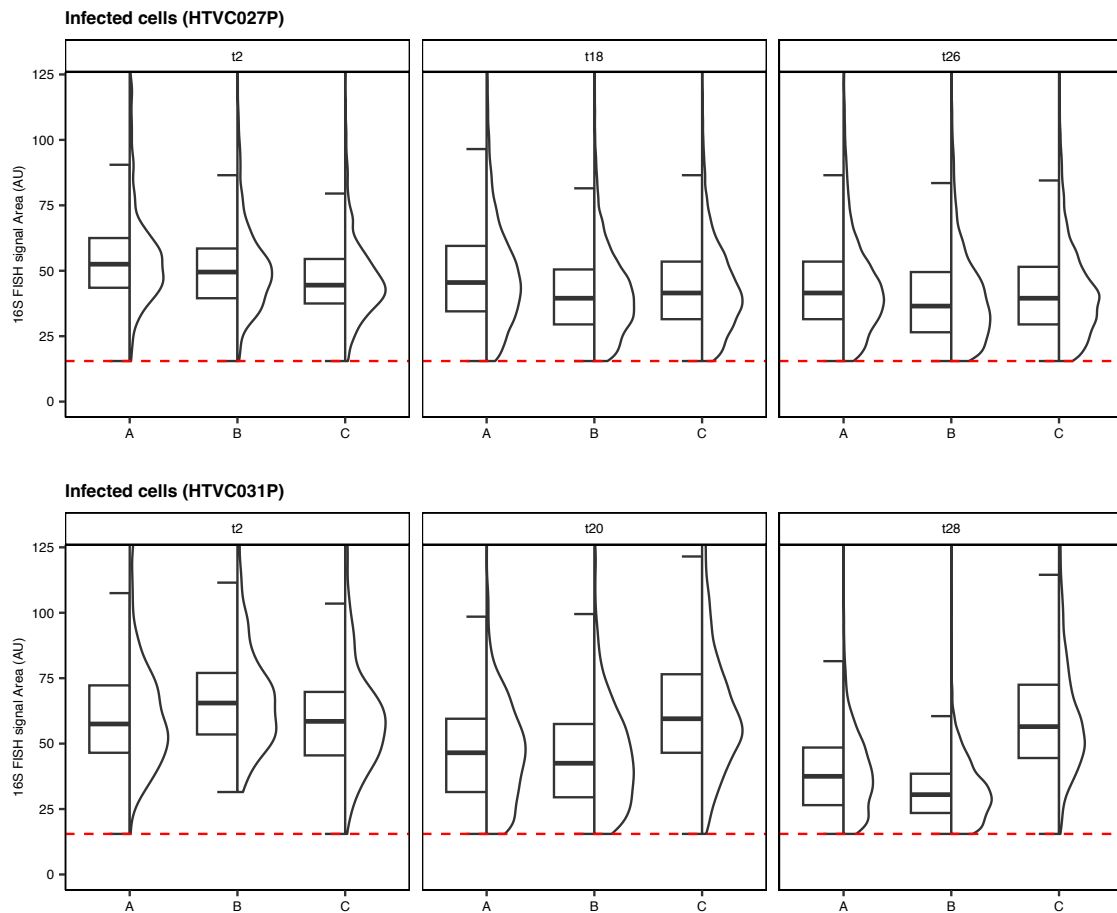 Infected cells (HTVC027P)
t2 t18 t26
125
100
75
50
25
0
16S FISH signal Area (AU)
A B C A B C A B C
Infected cells (HTVC031P)
t2 t20 t28
125
100
75
50
25
0
16S FISH signal Area (AU)
A B C A B C A B C